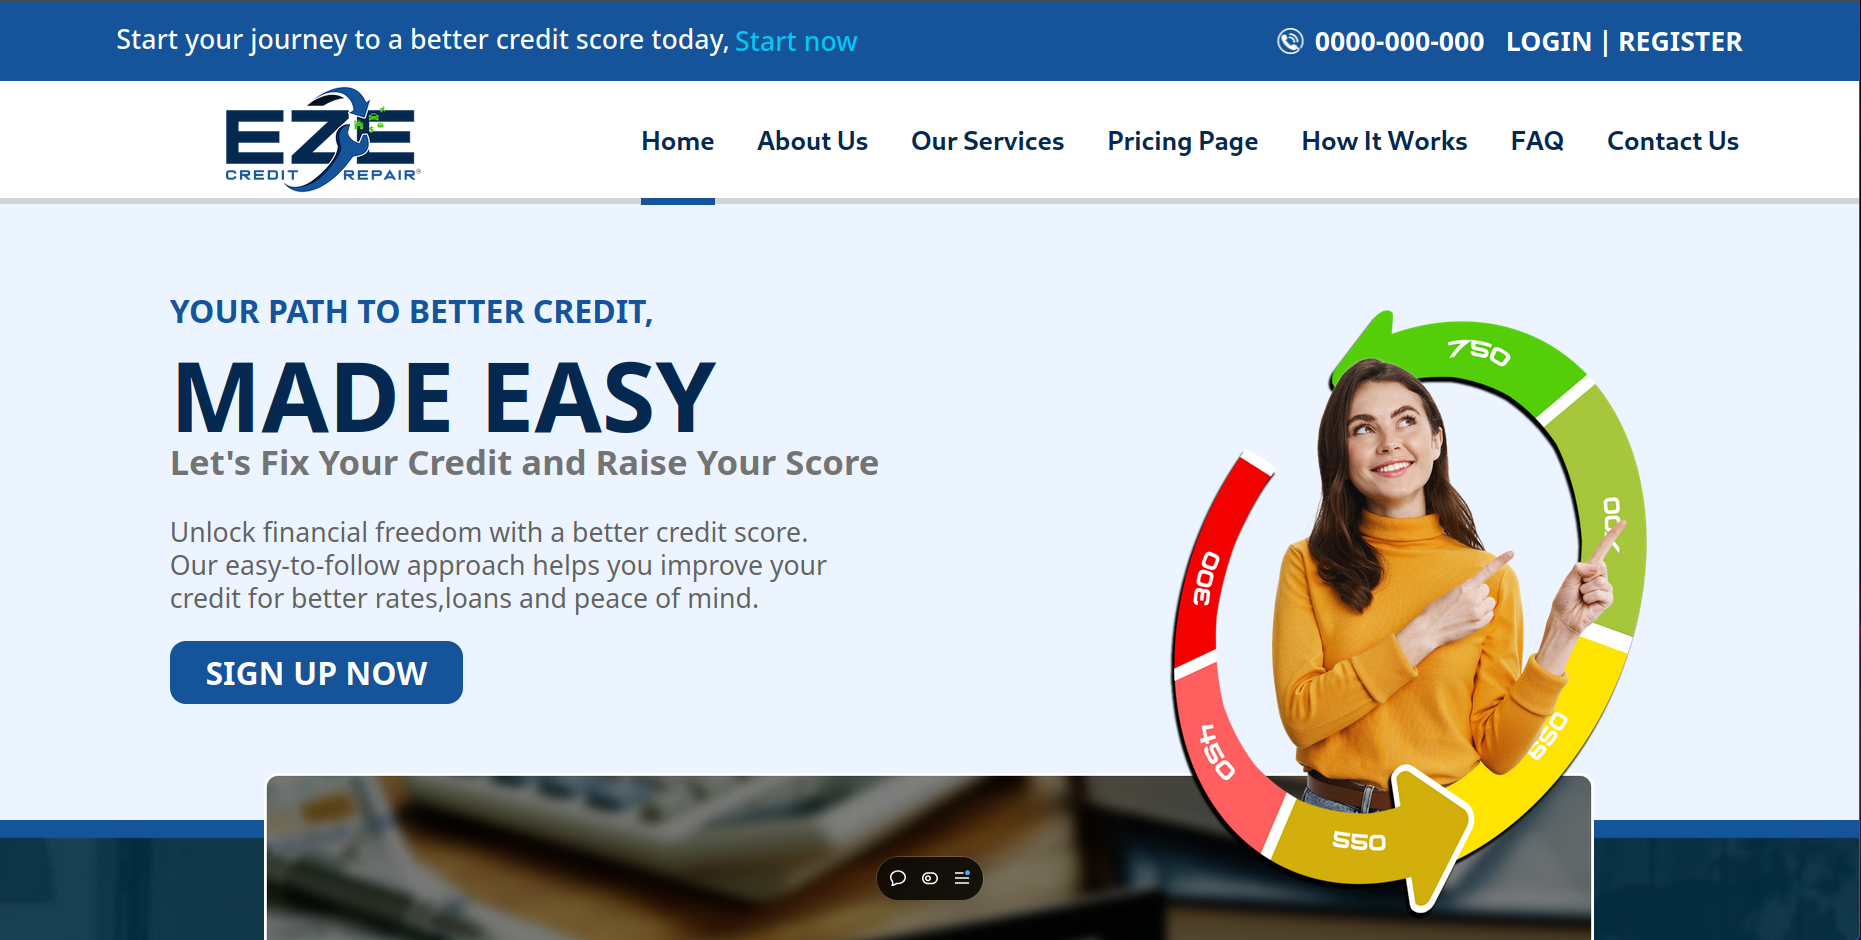 Start your journey to a better credit score today, Start now
0000-000-000 LOGIN | REGISTER
EZE
CREDIT REPAIR®
Home About Us Our Services Pricing Page How It Works FAQ Contact Us
YOUR PATH TO BETTER CREDIT,
MADE EASY
Let's Fix Your Credit and Raise Your Score
Unlock financial freedom with a better credit score.
Our easy-to-follow approach helps you improve your
credit for better rates,loans and peace of mind.
SIGN UP NOW
750
700
300
650
450
550